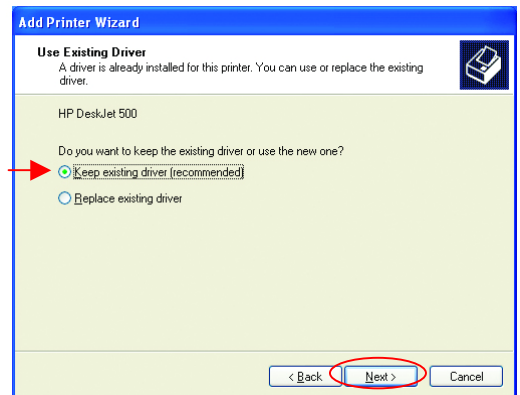 Add Printer Wizard
Use Existing Driver
A driver is already installed for this printer. You can use or replace the existing
driver.
HP DeskJet 500
Do you want to keep the existing driver or use the new one?
Keep existing driver (recommended)
Replace existing driver
< Back Next > Cancel